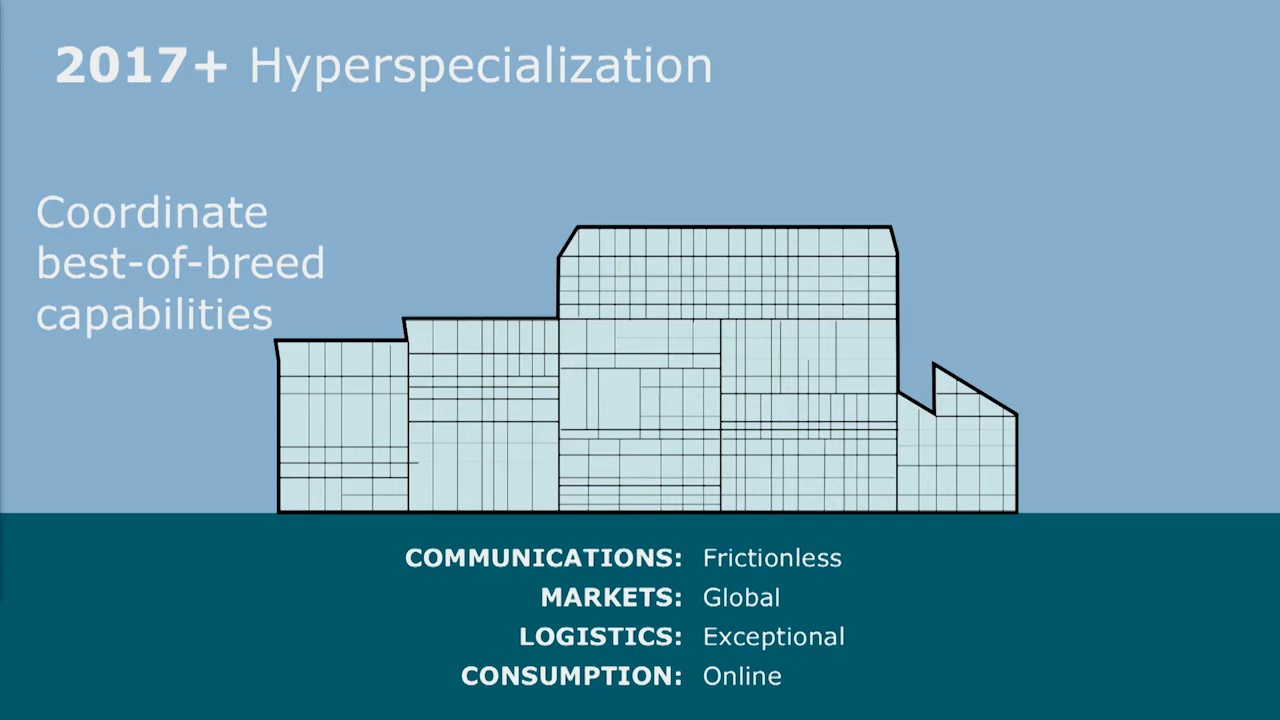 2017+ Hyperspecialization
Coordinate
best-of-breed
capabilities
COMMUNICATIONS: Frictionless
MARKETS: Global
LOGISTICS: Exceptional
CONSUMPTION: Online